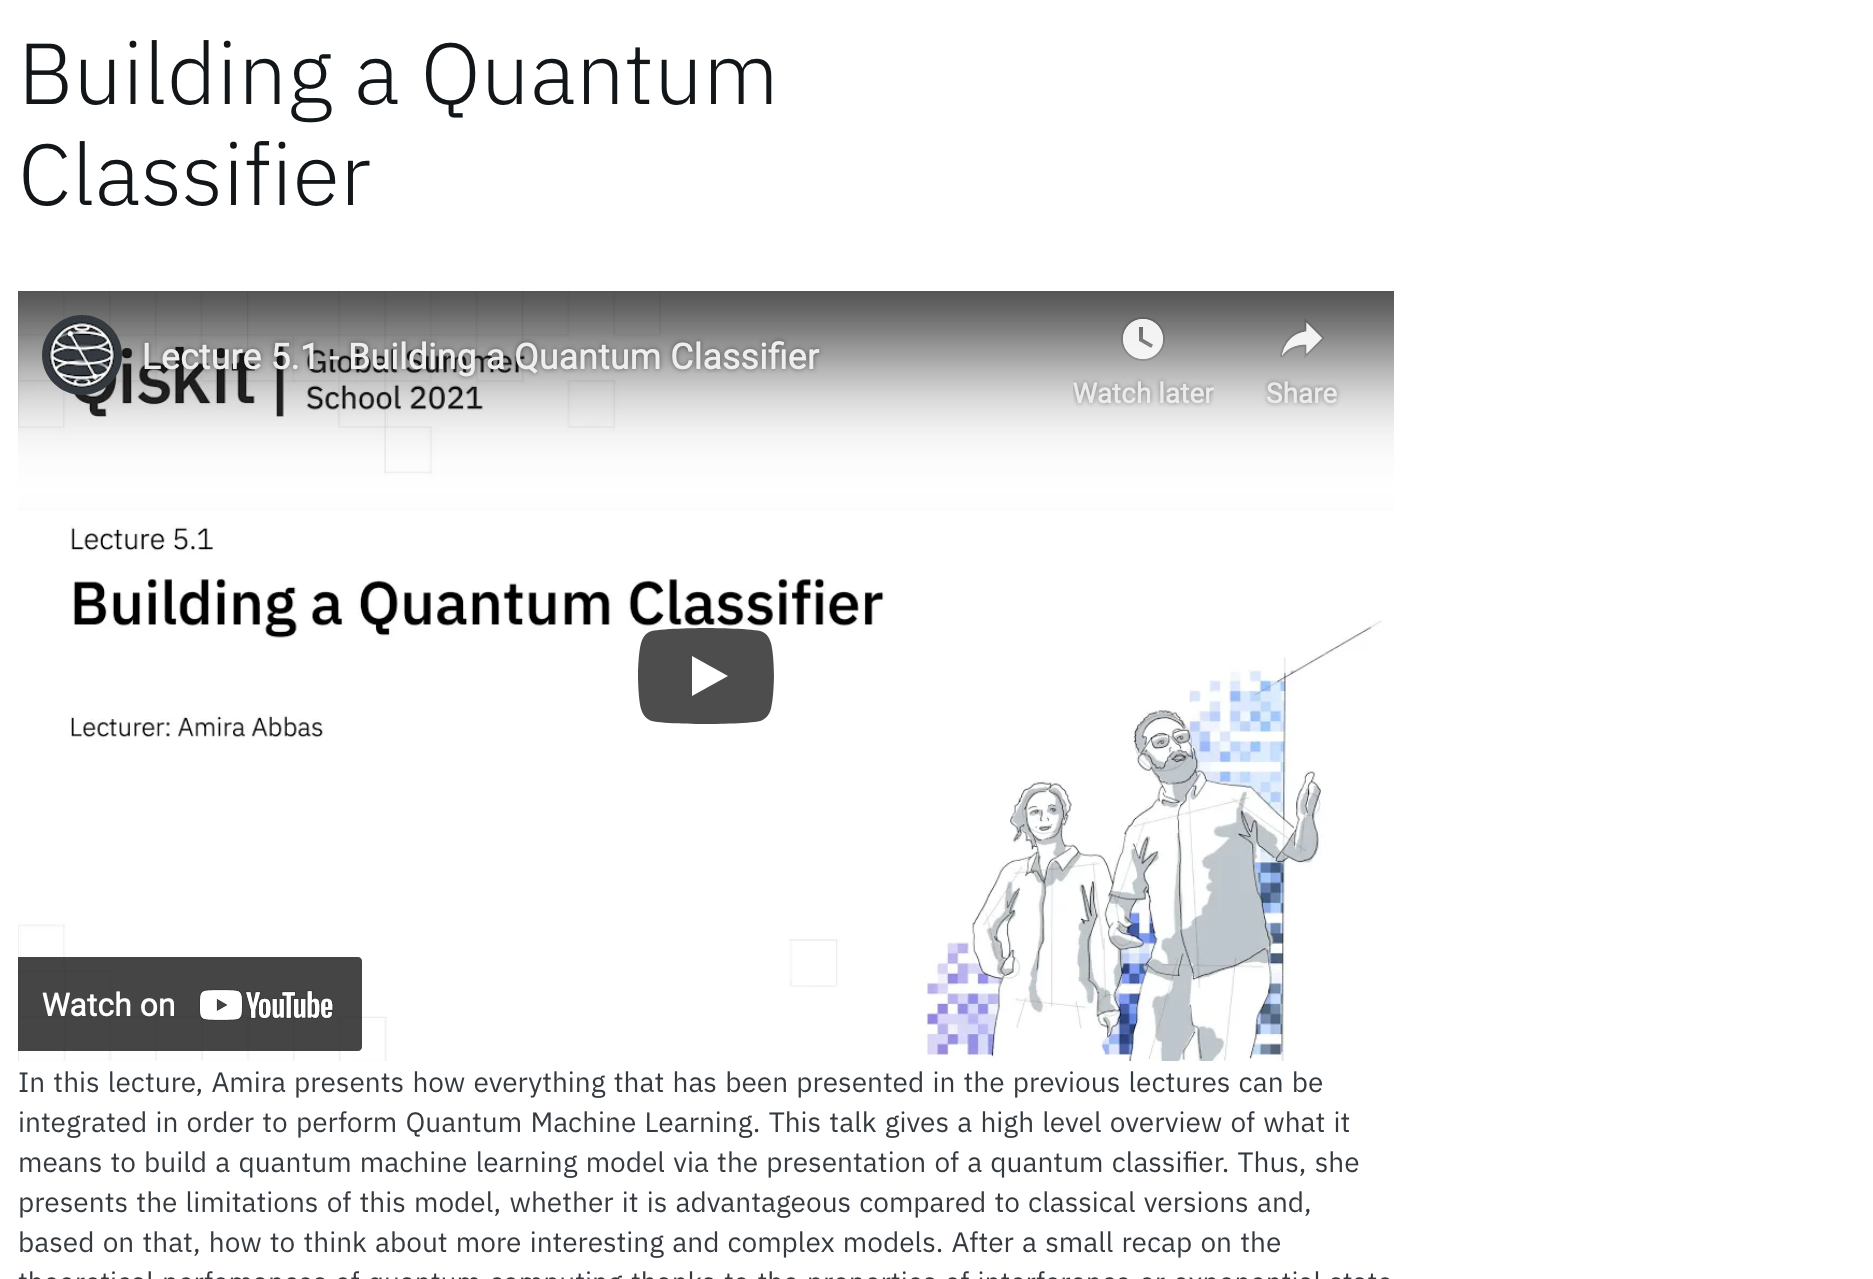 Building a Quantum
Classifier
Lecture 5.1 - Building a Quantum Classifier
Watch later
Share
Qiskit | Global Summer
School 2021
Lecture 5.1
Building a Quantum Classifier
Lecturer: Amira Abbas
Watch on YouTube
In this lecture, Amira presents how everything that has been presented in the previous lectures can be
integrated in order to perform Quantum Machine Learning. This talk gives a high level overview of what it
means to build a quantum machine learning model via the presentation of a quantum classifier. Thus, she
presents the limitations of this model, whether it is advantageous compared to classical versions and,
based on that, how to think about more interesting and complex models. After a small recap on the